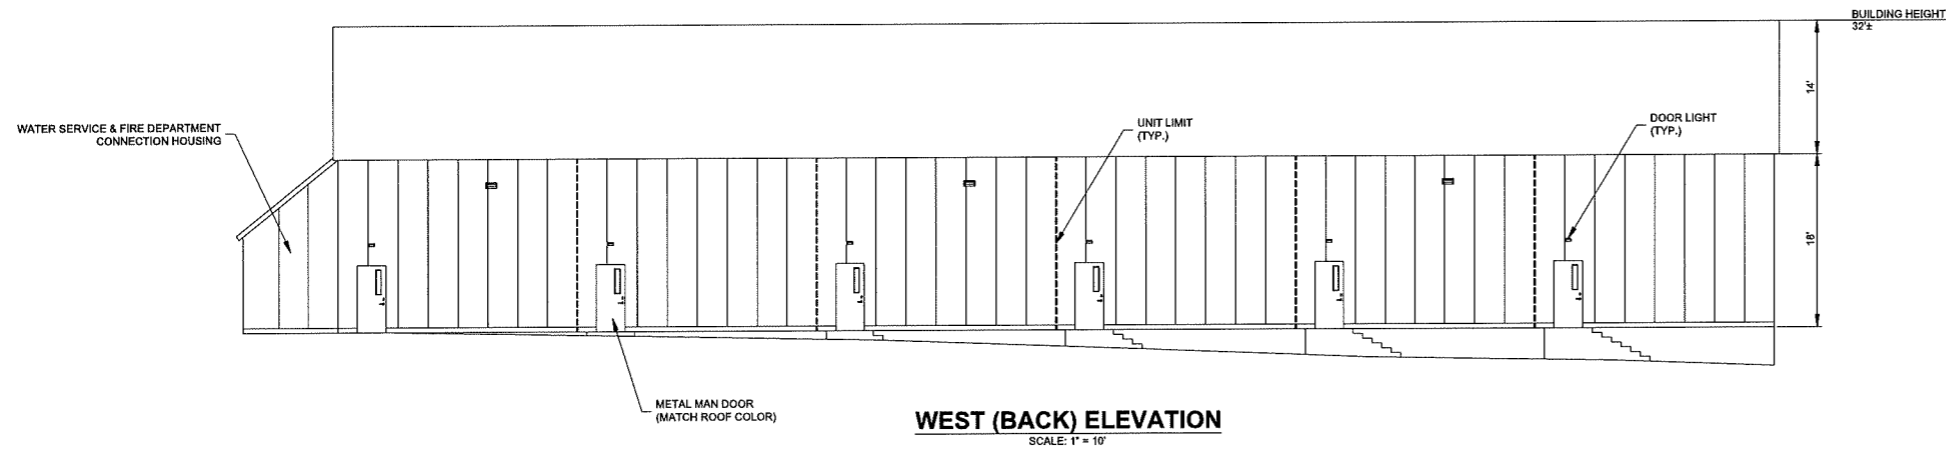 BUILDING HEIGHT
32'±
14'
WATER SERVICE & FIRE DEPARTMENT
CONNECTION HOUSING
UNIT LIMIT
(TYP.)
DOOR LIGHT
(TYP.)
18'
METAL MAN DOOR
(MATCH ROOF COLOR)
WEST (BACK) ELEVATION
SCALE: 1" = 10'